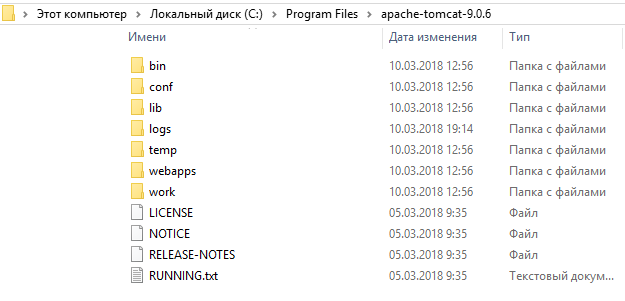 Этот компьютер > Локальный диск (C:) > Program Files > apache-tomcat-9.0.6
Имени Дата изменения Тип
bin 10.03.2018 12:56 Папка с файлами
conf 10.03.2018 12:56 Папка с файлами
lib 10.03.2018 12:56 Папка с файлами
logs 10.03.2018 19:14 Папка с файлами
temp 10.03.2018 12:56 Папка с файлами
webapps 10.03.2018 12:56 Папка с файлами
work 10.03.2018 12:56 Папка с файлами
LICENSE 05.03.2018 9:35 Файл
NOTICE 05.03.2018 9:35 Файл
RELEASE-NOTES 05.03.2018 9:35 Файл
RUNNING.txt 05.03.2018 9:35 Текстовый докум...